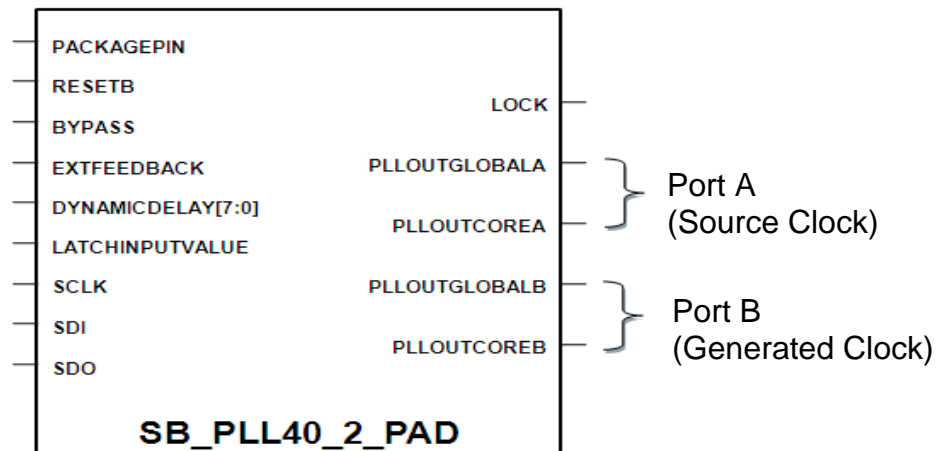 PACKAGEPIN
RESETB
BYPASS
EXTFEEDBACK
DYNAMICDELAY[7:0]
LATCHINPUTVALUE
SCLK
SDI
SDO
LOCK
PLLOUTGLOBALA
PLLOUTCOREA
PLLOUTGLOBALB
PLLOUTCOREB
Port A
(Source Clock)
Port B
(Generated Clock)
SB_PLL40_2_PAD